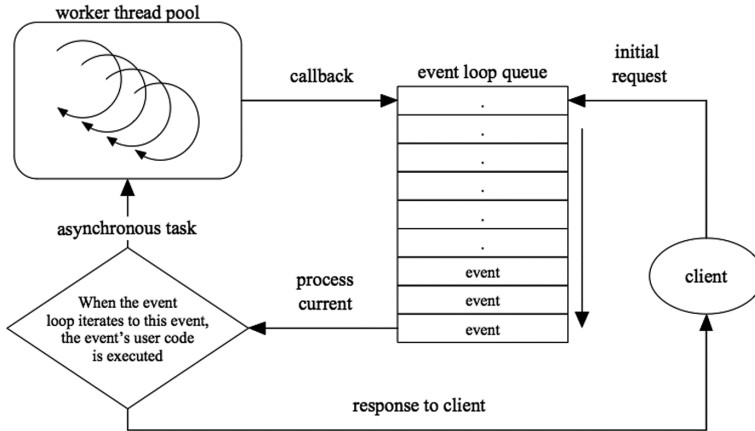 worker thread pool
callback
event loop queue
initial
request
.
.
.
.
.
.
event
event
event
asynchronous task
process
current
When the event
loop iterates to this event,
the event's user code
is executed
client
response to client